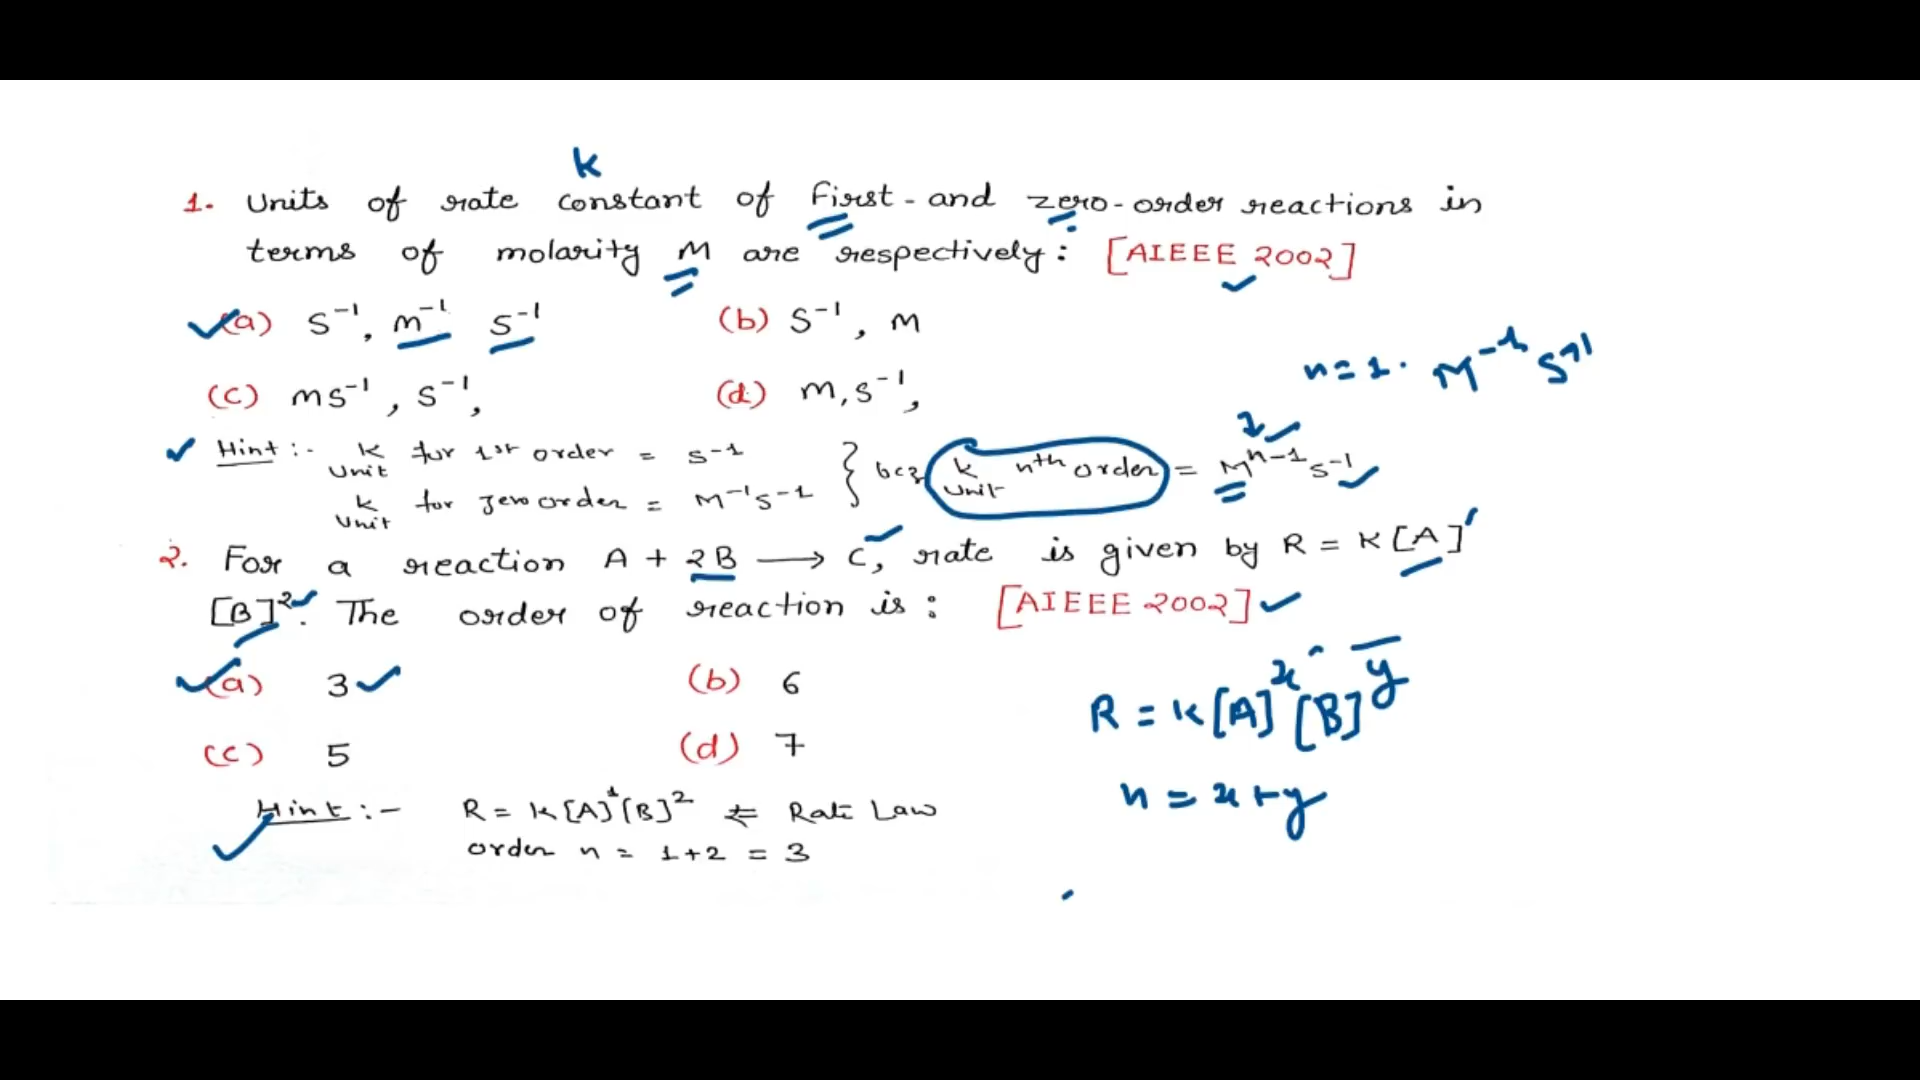 K
1. Units of rate constant of First-and zero-order reactions in
terms of molarity M are respectively: [AIEEE 2002]
(a) S⁻¹, m⁻¹ S⁻¹ (b) S⁻¹, M
(c) ms⁻¹, S⁻¹, (d) m, s⁻¹,
n=1. M⁻¹ S⁻¹
Hint:- K Unit for 1st order = s⁻¹
K Unit for zero order = M⁻¹s⁻¹ } bcz K Unit nth order = Mⁿ⁻¹s⁻¹
2. For a reaction A + 2B ⟶ C, rate is given by R = K[A]'
[B]². The order of reaction is: [AIEEE 2002]
(a) 3 (b) 6
(c) 5 (d) 7
R = K[A]ˣ[B]ʸ
n = x+y
Hint:- R = K[A]¹[B]² ⇐ Rate Law
order n = 1+2 = 3